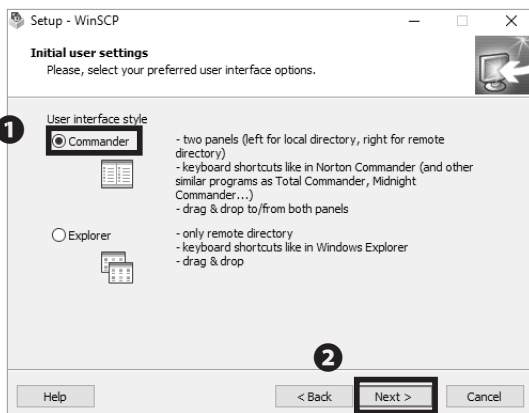 Setup - WinSCP
Initial user settings
Please, select your preferred user interface options.
User interface style
1
Commander
- two panels (left for local directory, right for remote
directory)
- keyboard shortcuts like in Norton Commander (and other
similar programs as Total Commander, Midnight
Commander...)
- drag & drop to/from both panels
Explorer
- only remote directory
- keyboard shortcuts like in Windows Explorer
- drag & drop
2
Help
< Back
Next >
Cancel